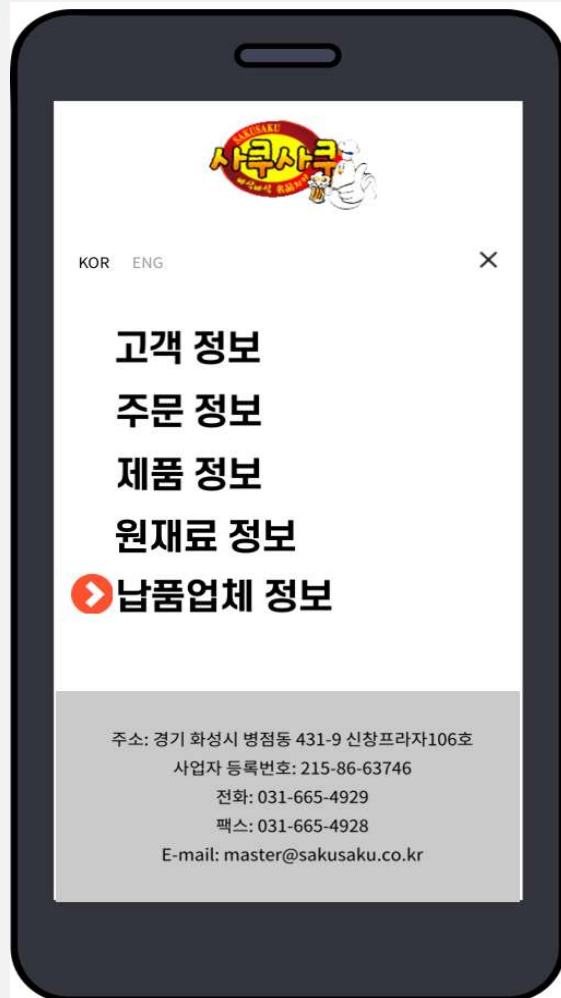 SAKUSAKU
사쿠사쿠
KOR ENG
고객 정보
주문 정보
제품 정보
원재료 정보
납품업체 정보
주소: 경기 화성시 병점동 431-9 신창프라자106호
사업자 등록번호: 215-86-63746
전화: 031-665-4929
팩스: 031-665-4928
E-mail: master@sakusaku.co.kr